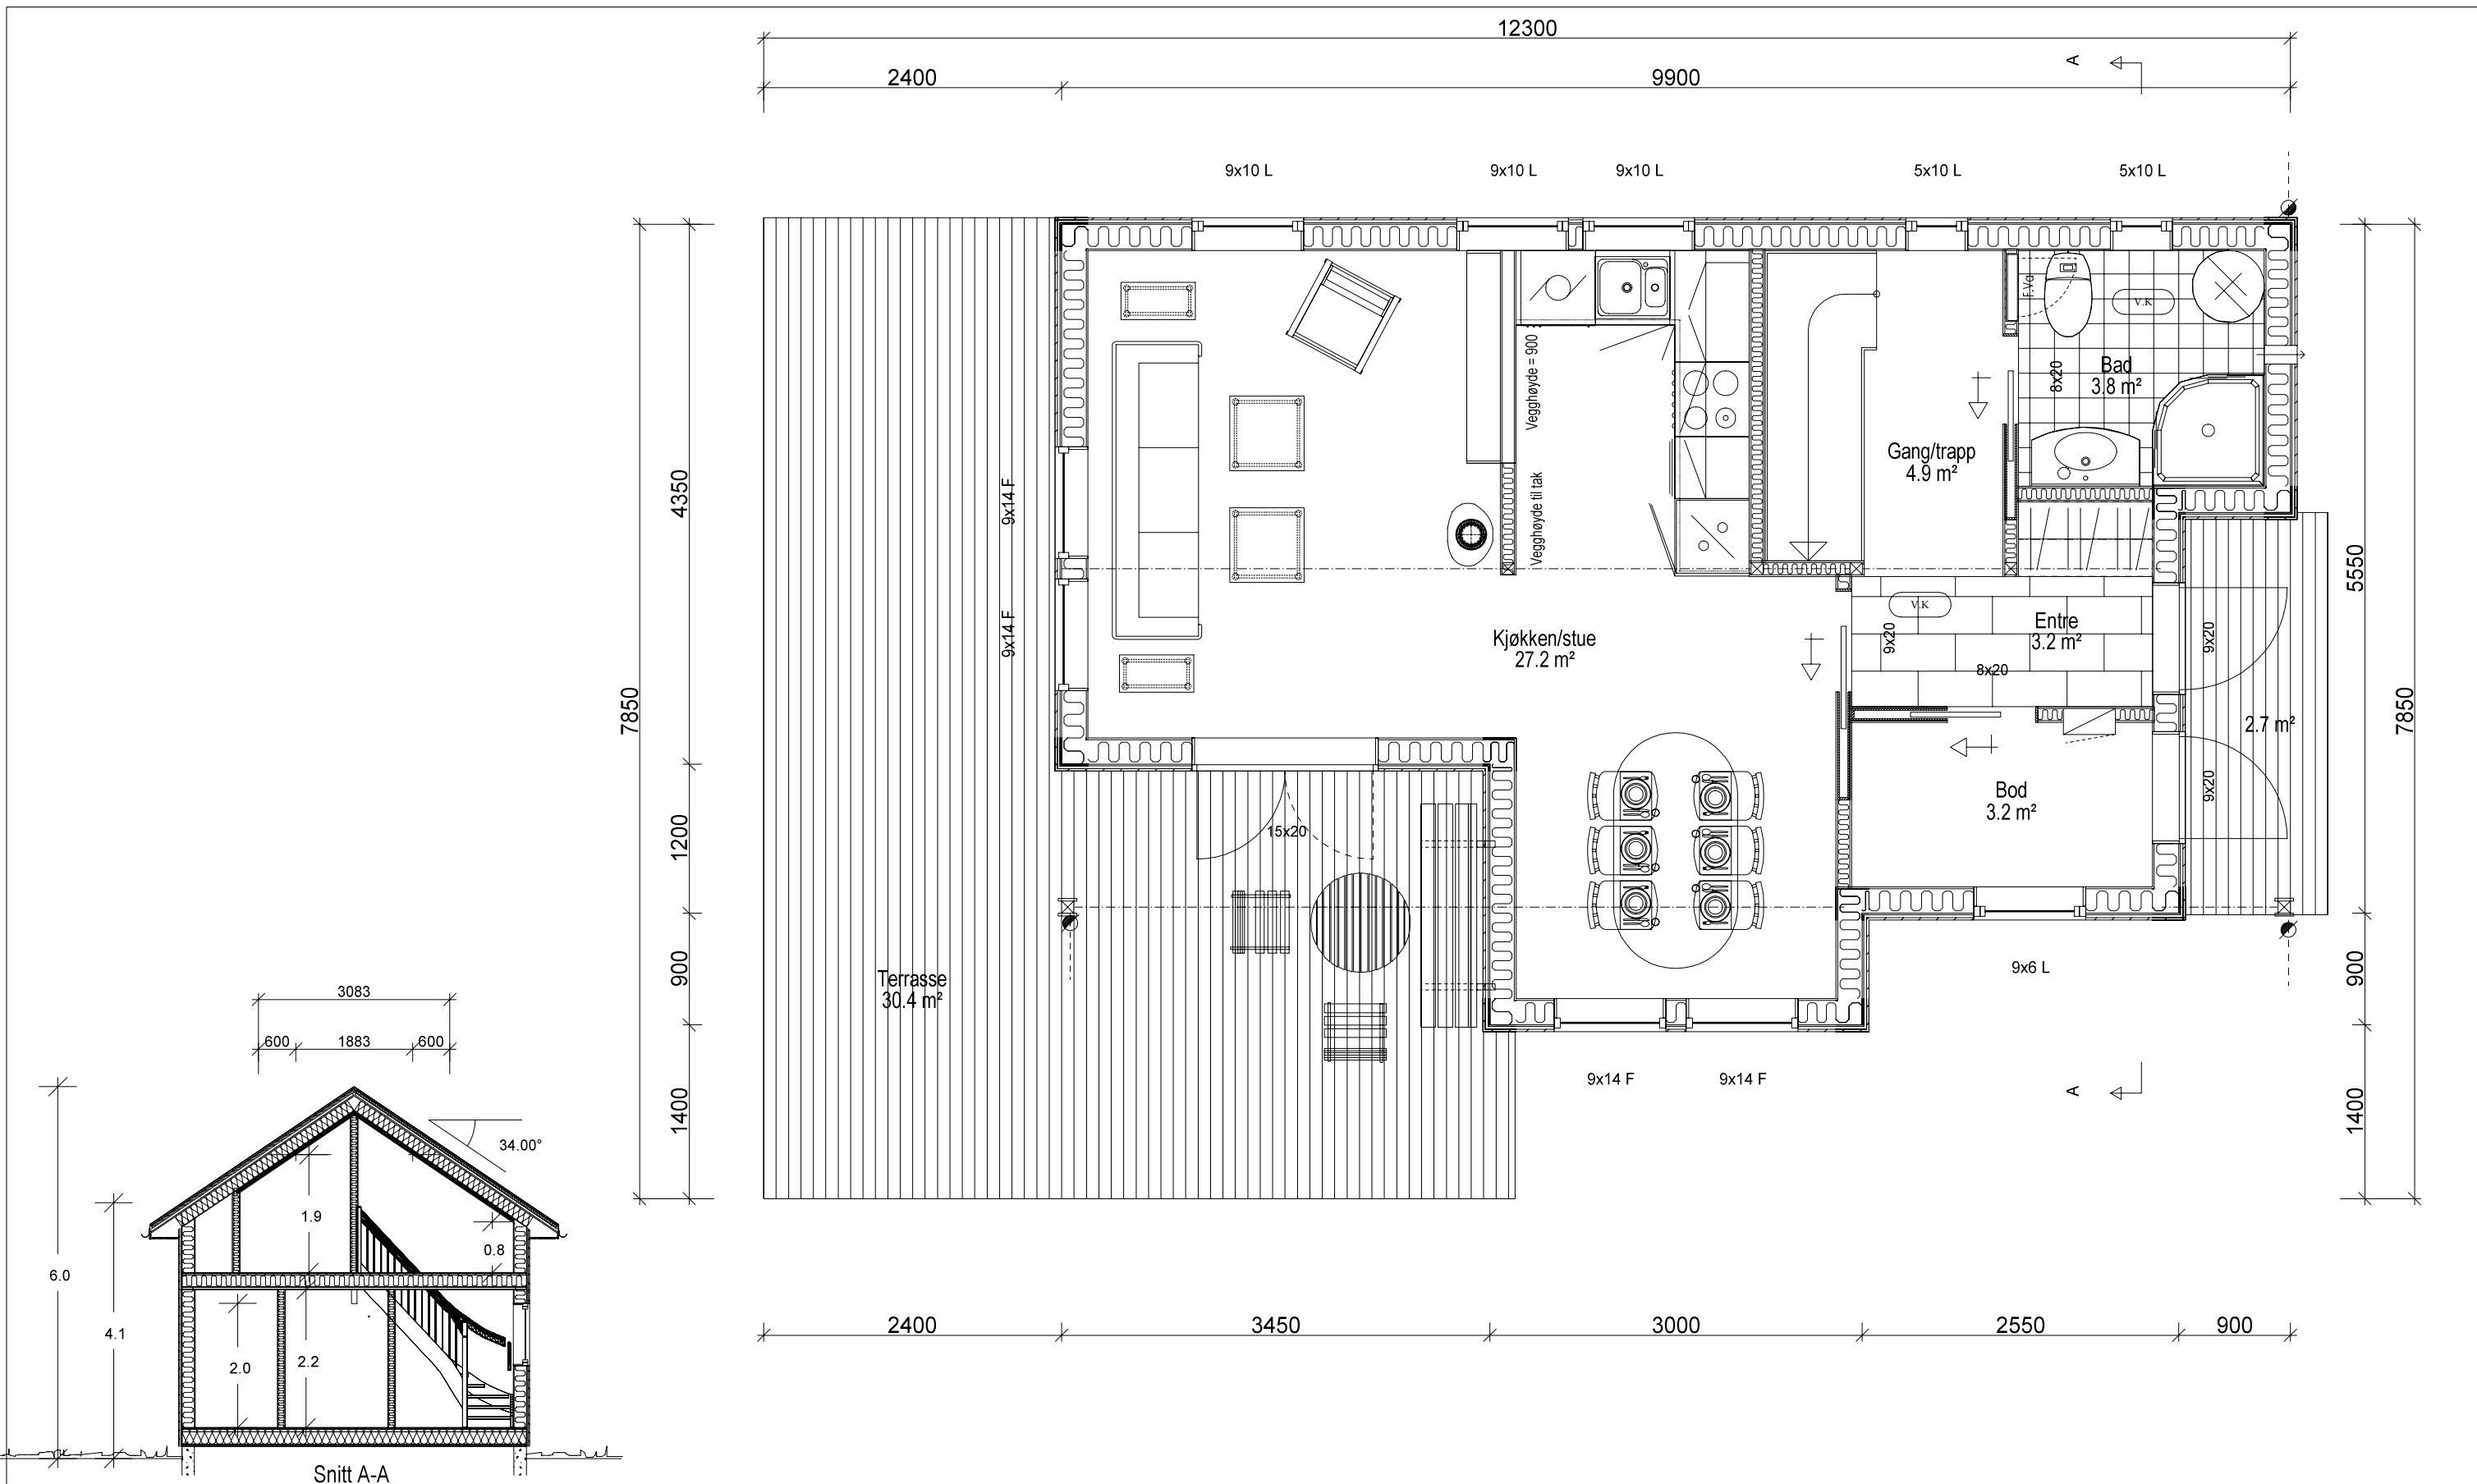 12300
A
2400
9900
9x10 L
9x10 L
9x10 L
5x10 L
5x10 L
F.Va
V.K
Vegghøyde = 900
Bad
3.8 m²
8x20
Gang/trapp
4.9 m²
Vegghøyde til tak
4350
9x14 F
5550
9x14 F
V.K
Entre
3.2 m²
9x20
8x20
9x20
Kjøkken/stue
27.2 m²
7850
2.7 m²
7850
9x20
Bod
3.2 m²
1200
15x20
900
Terrasse
30.4 m²
9x6 L
900
9x14 F
9x14 F
A
1400
1400
3083
600
1883
600
34.00°
1.9
0.8
6.0
4.1
2.0
2.2
2400
3450
3000
2550
900
Snitt A-A